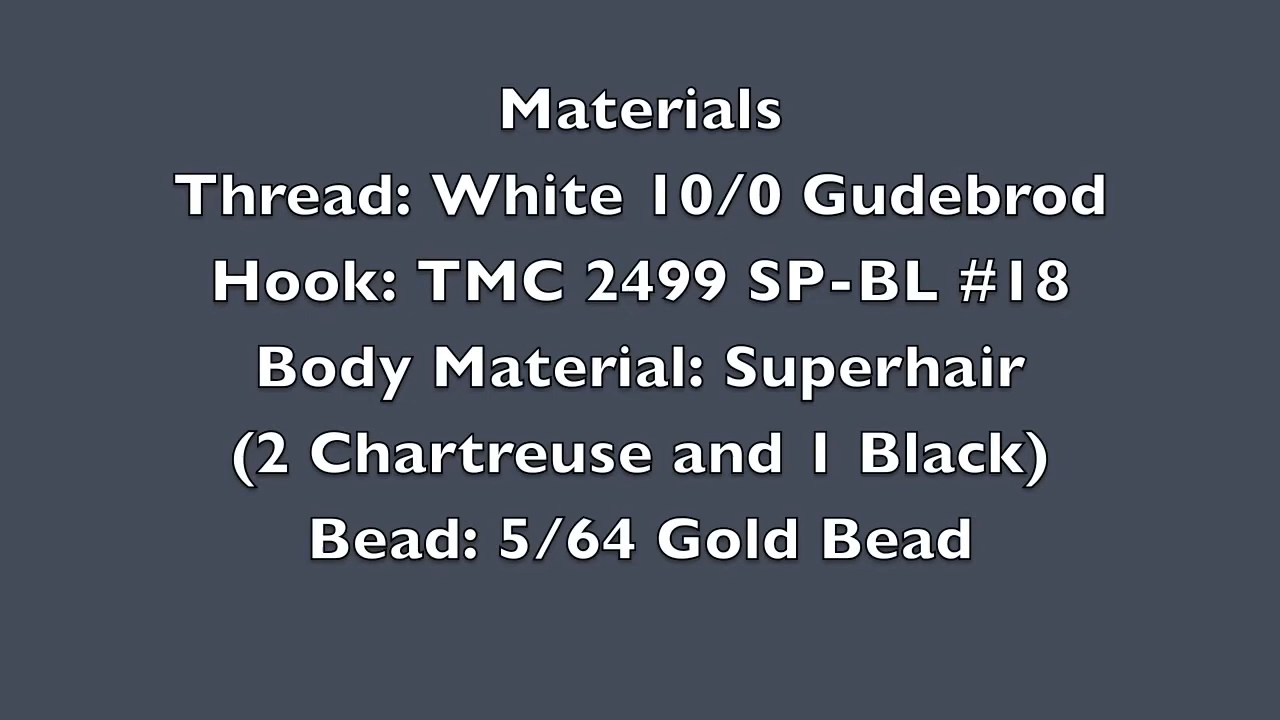 Materials
Thread: White 10/0 Gudebrod
Hook: TMC 2499 SP-BL #18
Body Material: Superhair
(2 Chartreuse and 1 Black)
Bead: 5/64 Gold Bead